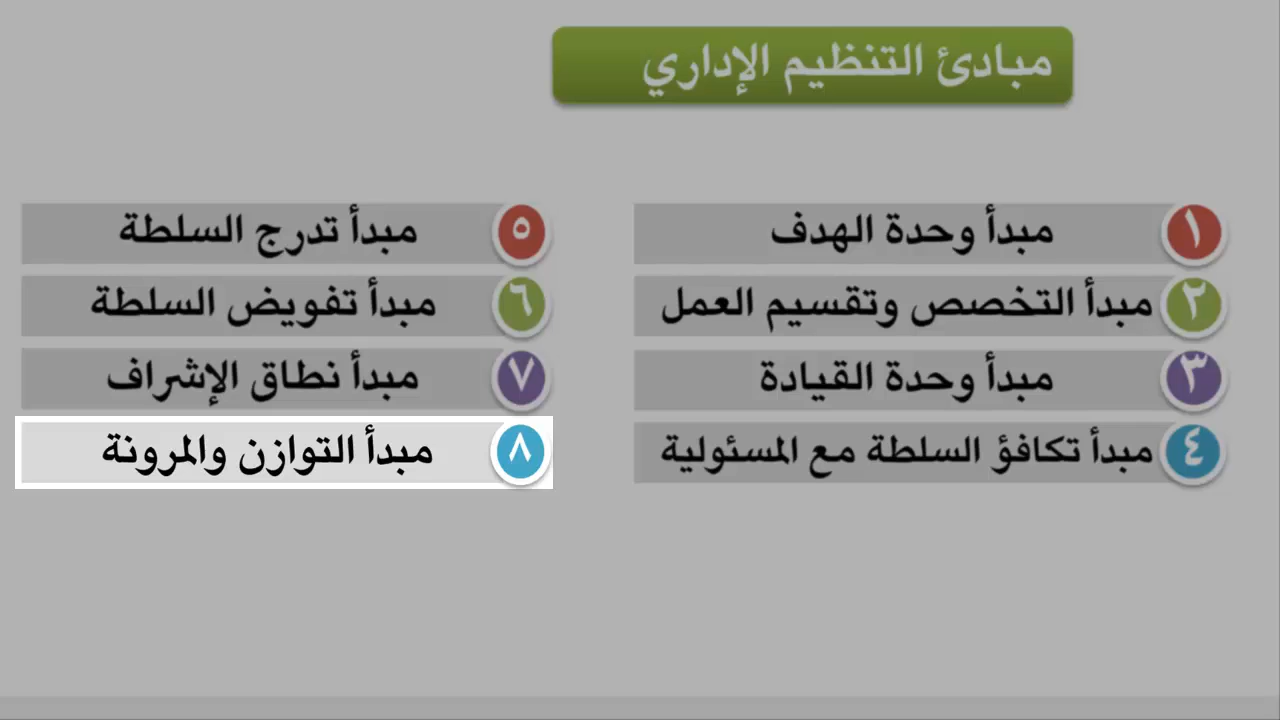 مبادئ التنظيم الإداري
١ مبدأ وحدة الهدف
٢ مبدأ التخصص وتقسيم العمل
٣ مبدأ وحدة القيادة
٤ مبدأ تكافؤ السلطة مع المسئولية
٥ مبدأ تدرج السلطة
٦ مبدأ تفويض السلطة
٧ مبدأ نطاق الإشراف
٨ مبدأ التوازن والمرونة